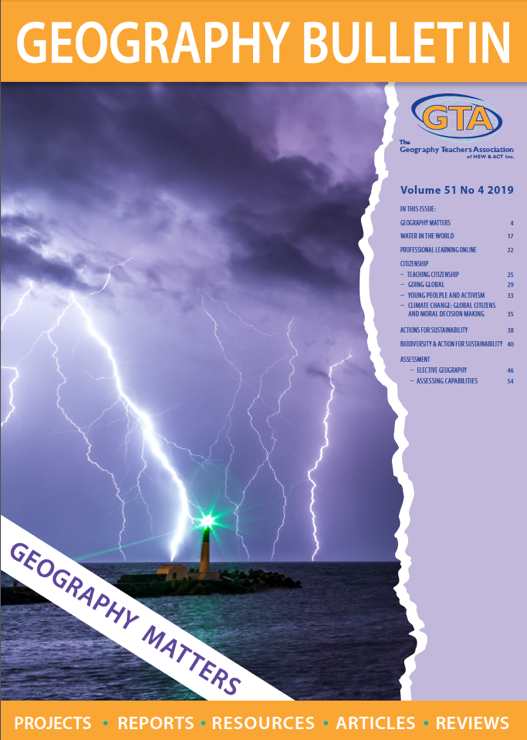 GEOGRAPHY BULLETIN
GTA
The
Geography Teachers Association
of NSW & ACT Inc.
Volume 51 No 4 2019
IN THIS ISSUE:
GEOGRAPHY MATTERS 4
WATER IN THE WORLD 17
PROFESSIONAL LEARNING ONLINE 22
CITIZENSHIP
– TEACHING CITIZENSHIP 25
– GOING GLOBAL 29
– YOUNG PEOLPLE AND ACTIVISM 33
– CLIMATE CHANGE: GLOBAL CITIZENS
AND MORAL DECISION MAKING 35
ACTIONS FOR SUSTAINABILITY 38
BIODIVERSITY & ACTION FOR SUSTAINABILITY 40
ASSESSMENT
– ELECTIVE GEOGRAPHY 46
– ASSESSING CAPABILITIES 54
GEOGRAPHY MATTERS
PROJECTS • REPORTS • RESOURCES • ARTICLES • REVIEWS